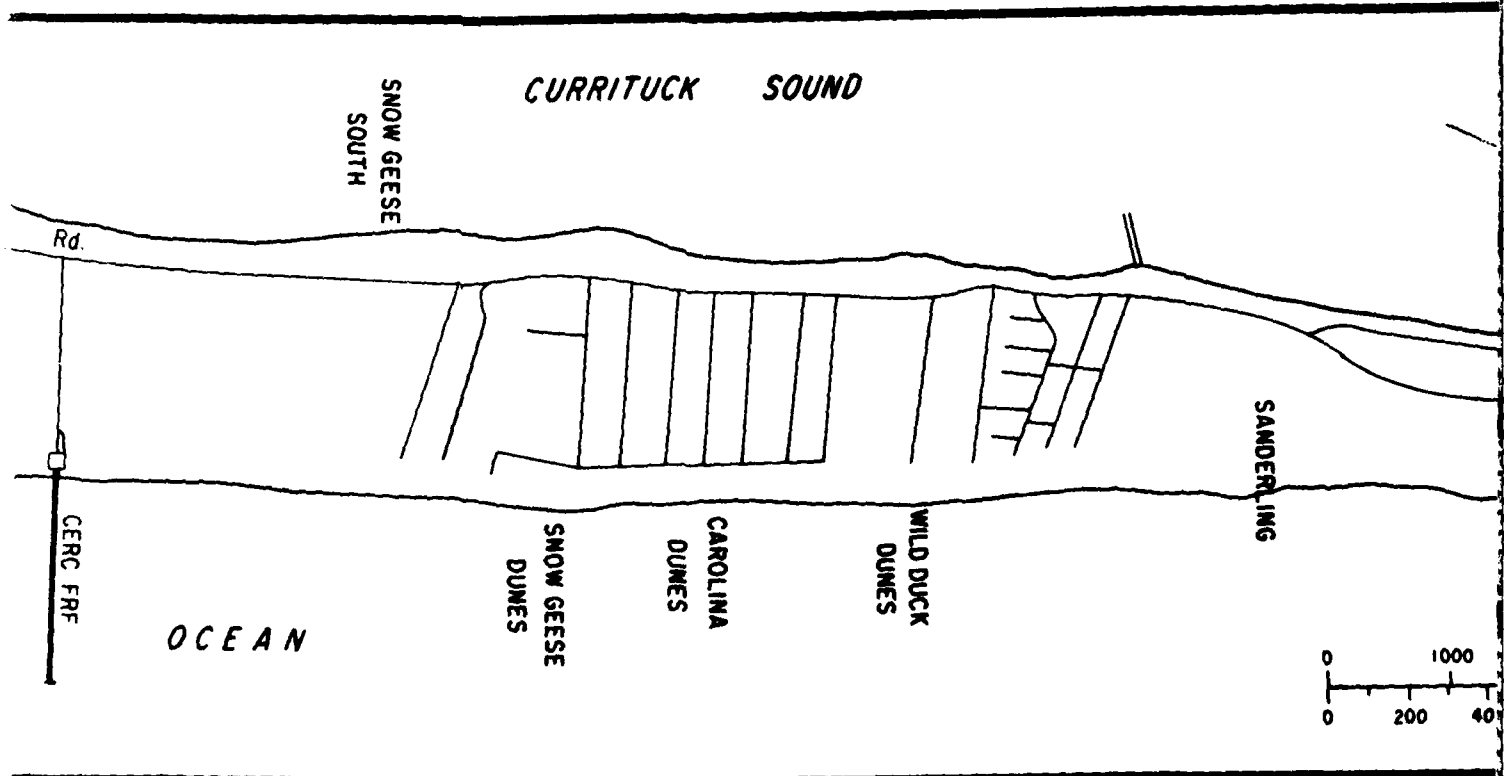 CURRITUCK SOUND
SNOW GEESE
SOUTH
Rd.
SANDERLING
CERC FRF
OCEAN
SNOW GEESE
DUNES
CAROLINA
DUNES
WILD DUCK
DUNES
0 1000
0 200 40